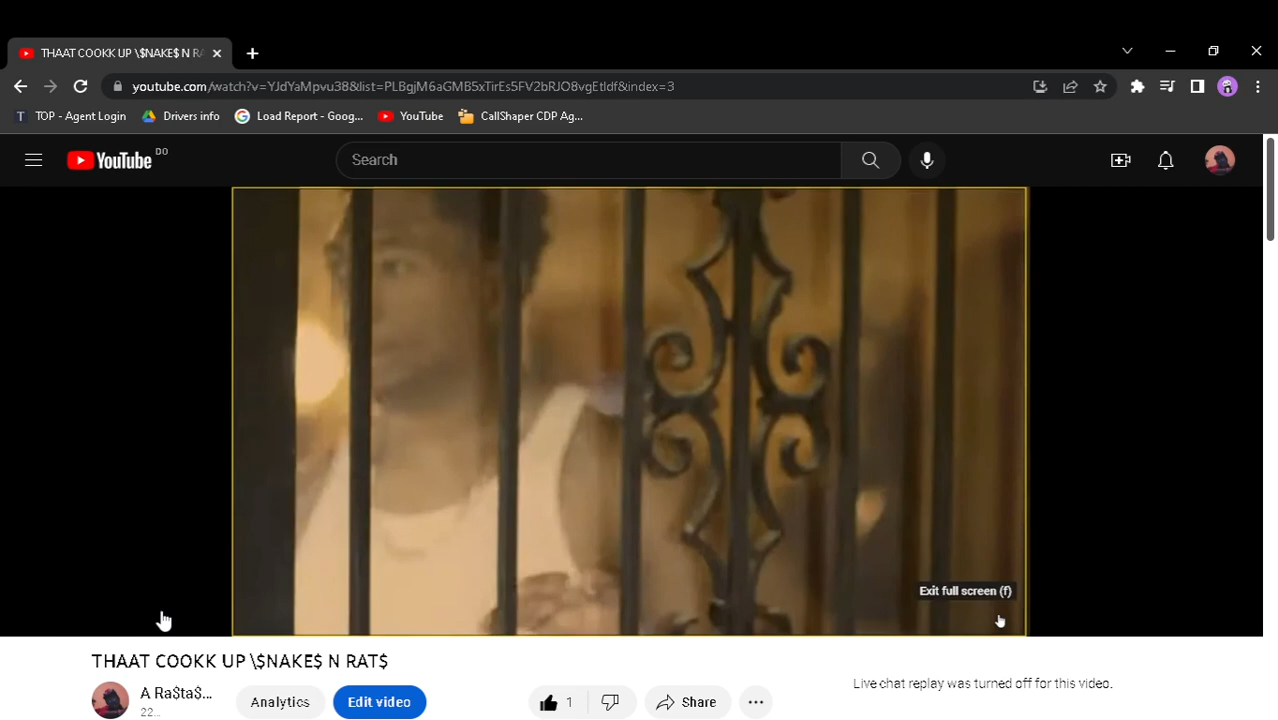 THAAT COOKK UP \$NAKE$ N RA
youtube.com/watch?v=YJdYaMpvu38&list=PLBgjM6aGMB5xTirEs5FV2bRJO8vgEtIdf&index=3
TOP - Agent Login Drivers info Load Report - Goog... YouTube CallShaper CDP Ag...
YouTube DO Search
Exit full screen (f)
THAAT COOKK UP \$NAKE$ N RAT$
Live chat replay was turned off for this video.
A Ra$ta$...
22...
Analytics Edit video 1 Share